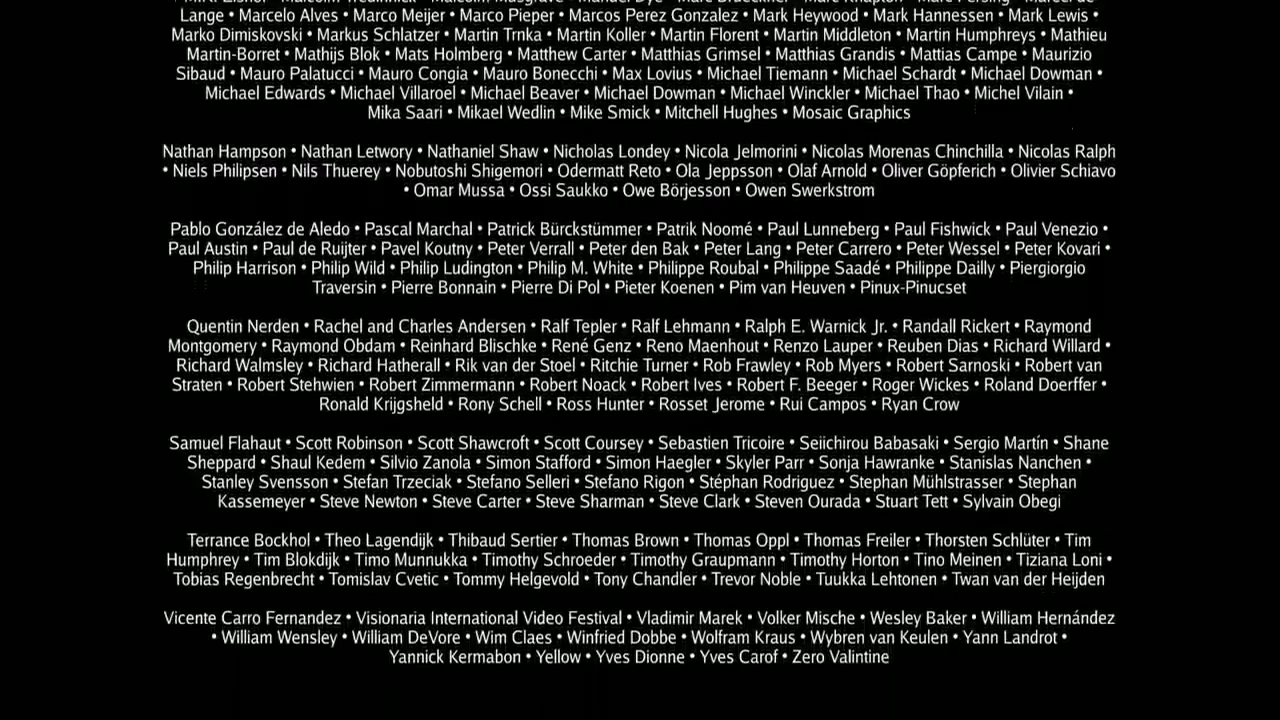 Lange • Marcelo Alves • Marco Meijer • Marco Pieper • Marcos Perez Gonzalez • Mark Heywood • Mark Hannessen • Mark Lewis •
Marko Dimiskovski • Markus Schlatzer • Martin Trnka • Martin Koller • Martin Florent • Martin Middleton • Martin Humphreys • Mathieu
Martin-Borret • Mathijs Blok • Mats Holmberg • Matthew Carter • Matthias Grimsel • Matthias Grandis • Mattias Campe • Maurizio
Sibaud • Mauro Palatucci • Mauro Congia • Mauro Bonecchi • Max Lovius • Michael Tiemann • Michael Schardt • Michael Dowman •
Michael Edwards • Michael Villaroel • Michael Beaver • Michael Dowman • Michael Winckler • Michael Thao • Michel Vilain •
Mika Saari • Mikael Wedlin • Mike Smick • Mitchell Hughes • Mosaic Graphics
Nathan Hampson • Nathan Letwory • Nathaniel Shaw • Nicholas Londey • Nicola Jelmorini • Nicolas Morenas Chinchilla • Nicolas Ralph
• Niels Philipsen • Nils Thuerey • Nobutoshi Shigemori • Odermatt Reto • Ola Jeppsson • Olaf Arnold • Oliver Göpferich • Olivier Schiavo
• Omar Mussa • Ossi Saukko • Owe Börjesson • Owen Swerkstrom
Pablo González de Aledo • Pascal Marchal • Patrick Bürckstümmer • Patrik Noomé • Paul Lunneberg • Paul Fishwick • Paul Venezio •
Paul Austin • Paul de Ruijter • Pavel Koutny • Peter Verrall • Peter den Bak • Peter Lang • Peter Carrero • Peter Wessel • Peter Kovari •
Philip Harrison • Philip Wild • Philip Ludington • Philip M. White • Philippe Roubal • Philippe Saadé • Philippe Dailly • Piergiorgio
Traversin • Pierre Bonnain • Pierre Di Pol • Pieter Koenen • Pim van Heuven • Pinux-Pinucset
Quentin Nerden • Rachel and Charles Andersen • Ralf Tepler • Ralf Lehmann • Ralph E. Warnick Jr. • Randall Rickert • Raymond
Montgomery • Raymond Obdam • Reinhard Blischke • René Genz • Reno Maenhout • Renzo Lauper • Reuben Dias • Richard Willard •
Richard Walmsley • Richard Hatherall • Rik van der Stoel • Ritchie Turner • Rob Frawley • Rob Myers • Robert Sarnoski • Robert van
Straten • Robert Stehwien • Robert Zimmermann • Robert Noack • Robert Ives • Robert F. Beeger • Roger Wickes • Roland Doerffer •
Ronald Krijgsheld • Rony Schell • Ross Hunter • Rosset Jerome • Rui Campos • Ryan Crow
Samuel Flahaut • Scott Robinson • Scott Shawcroft • Scott Coursey • Sebastien Tricoire • Seiichirou Babasaki • Sergio Martín • Shane
Sheppard • Shaul Kedem • Silvio Zanola • Simon Stafford • Simon Haegler • Skyler Parr • Sonja Hawranke • Stanislas Nanchen •
Stanley Svensson • Stefan Trzeciak • Stefano Selleri • Stefano Rigon • Stéphan Rodriguez • Stephan Mühlstrasser • Stephan
Kassemeyer • Steve Newton • Steve Carter • Steve Sharman • Steve Clark • Steven Ourada • Stuart Tett • Sylvain Obegi
Terrance Bockhol • Theo Lagendijk • Thibaud Sertier • Thomas Brown • Thomas Oppl • Thomas Freiler • Thorsten Schlüter • Tim
Humphrey • Tim Blokdijk • Timo Munnukka • Timothy Schroeder • Timothy Graupmann • Timothy Horton • Tino Meinen • Tiziana Loni •
Tobias Regenbrecht • Tomislav Cvetic • Tommy Helgevold • Tony Chandler • Trevor Noble • Tuukka Lehtonen • Twan van der Heijden
Vicente Carro Fernandez • Visionaria International Video Festival • Vladimir Marek • Volker Mische • Wesley Baker • William Hernández
• William Wensley • William DeVore • Wim Claes • Winfried Dobbe • Wolfram Kraus • Wybren van Keulen • Yann Landrot •
Yannick Kermabon • Yellow • Yves Dionne • Yves Carof • Zero Valintine